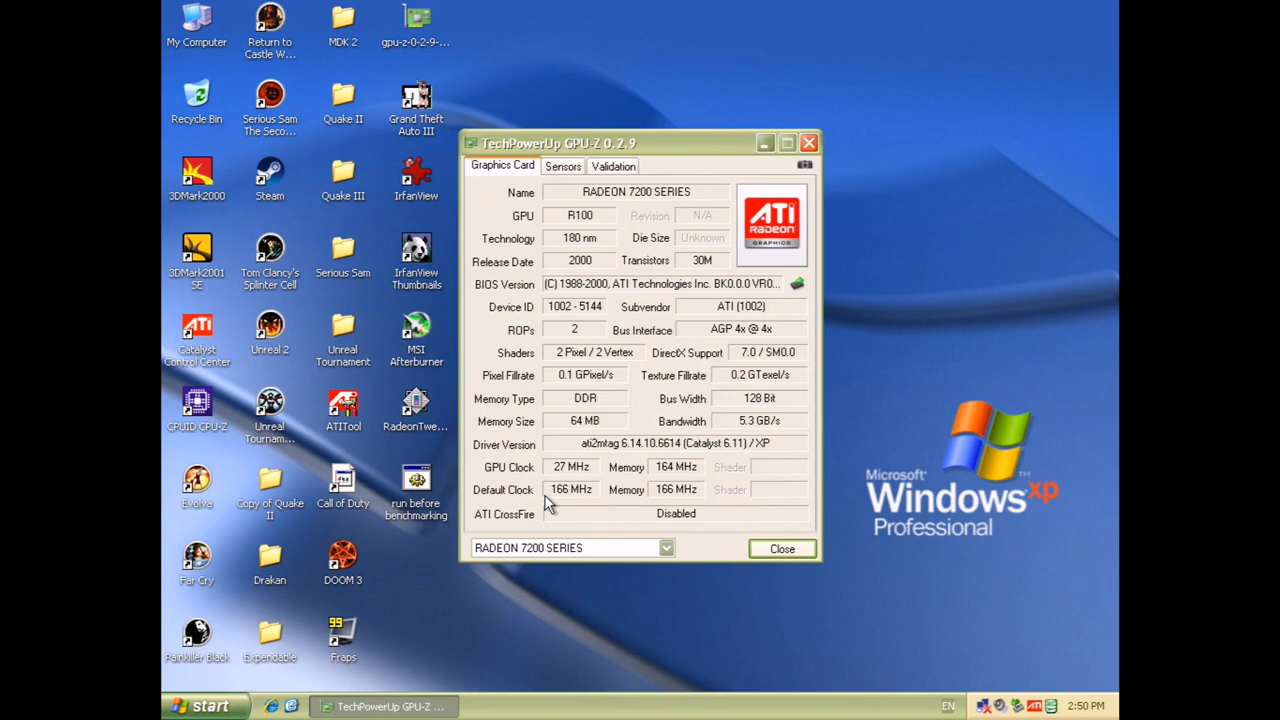 My Computer
Return to
Castle W...
MDK 2
gpu-z-0-2-9-...
Recycle Bin
Serious Sam
The Seco...
Quake II
Grand Theft
Auto III
3DMark2000
Steam
Quake III
IrfanView
3DMark2001
SE
Tom Clancy's
Splinter Cell
Serious Sam
IrfanView
Thumbnails
ATI
Catalyst
Control Center
Unreal 2
Unreal
Tournament
MSI
Afterburner
CPUID CPU-Z
Unreal
Tournam...
ATITool
RadeonTwe...
Evolva
Copy of Quake
II
Call of Duty
run before
benchmarking
Far Cry
Drakan
DOOM 3
Painkiller Black
Expendable
99
Fraps
TechPowerUp GPU-Z 0.2.9
Graphics Card
Sensors
Validation
Name RADEON 7200 SERIES
GPU R100 Revision N/A
Technology 180 nm Die Size Unknown
Release Date 2000 Transistors 30M
BIOS Version (C) 1988-2000, ATI Technologies Inc. BK0.0.0 VR0...
Device ID 1002 - 5144 Subvendor ATI (1002)
ROPs 2 Bus Interface AGP 4x @ 4x
Shaders 2 Pixel / 2 Vertex DirectX Support 7.0 / SM0.0
Pixel Fillrate 0.1 GPixel/s Texture Fillrate 0.2 GTexel/s
Memory Type DDR Bus Width 128 Bit
Memory Size 64 MB Bandwidth 5.3 GB/s
Driver Version ati2mtag 6.14.10.6614 (Catalyst 6.11) / XP
GPU Clock 27 MHz Memory 164 MHz Shader
Default Clock 166 MHz Memory 166 MHz Shader
ATI CrossFire Disabled
RADEON 7200 SERIES
Close
ATI
RADEON
GRAPHICS
Microsoft
Windows xp
Professional
start
TechPowerUp GPU-Z ...
EN
ATI
2:50 PM